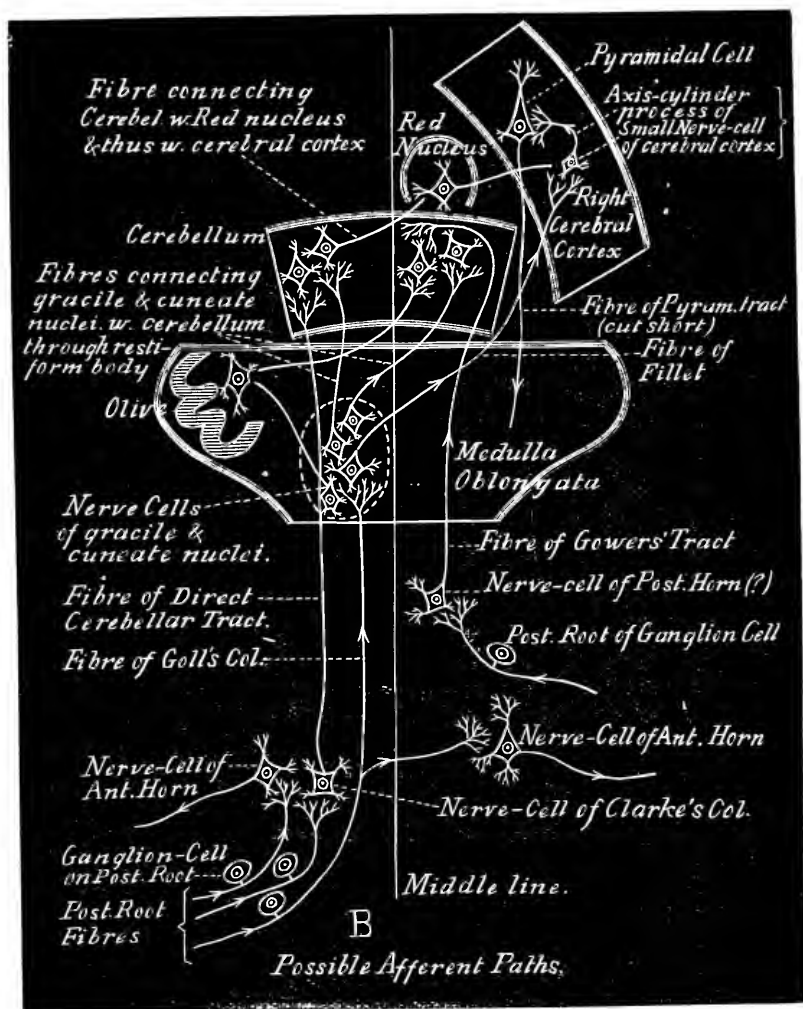 Pyramidal Cell
Fibre connecting
Cerebel. w. Red nucleus
& thus w. cerebral cortex
Red
Nucleus
Axis-cylinder
process of
Small Nerve-cell
of cerebral cortex
Right
Cerebral
Cortex
Cerebellum
Fibres connecting
gracile & cuneate
nuclei. w. cerebellum
through resti-
form body
Fibre of Pyram. tract
(cut short)
Fibre of
Fillet
Olive
Medulla
Oblongata
Nerve Cells
of gracile &
cuneate nuclei.
Fibre of Gowers' Tract
Nerve-cell of Post. Horn (?)
Fibre of Direct
Cerebellar Tract.
Post. Root of Ganglion Cell
Fibre of Goll's Col.
Nerve-Cell of Ant. Horn
Nerve-Cell of
Ant. Horn
Nerve-Cell of Clarke's Col.
Ganglion-Cell
on Post. Root
Middle line.
Post. Root
Fibres
B
Possible Afferent Paths.